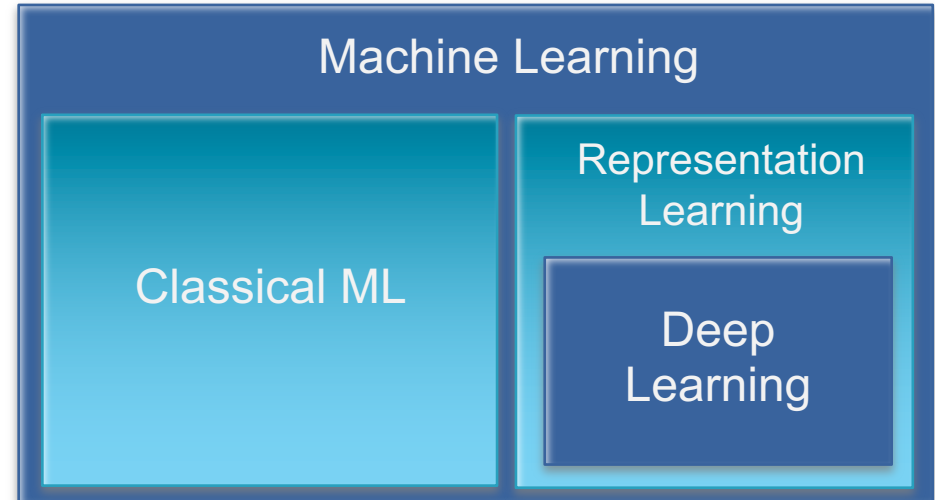 Machine Learning
Classical ML
Representation
Learning
Deep
Learning